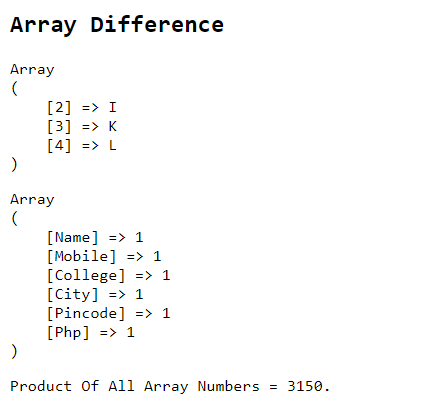 Array Difference
Array
(
    [2] => I
    [3] => K
    [4] => L
)
Array
(
    [Name] => 1
    [Mobile] => 1
    [College] => 1
    [City] => 1
    [Pincode] => 1
    [Php] => 1
)
Product Of All Array Numbers = 3150.